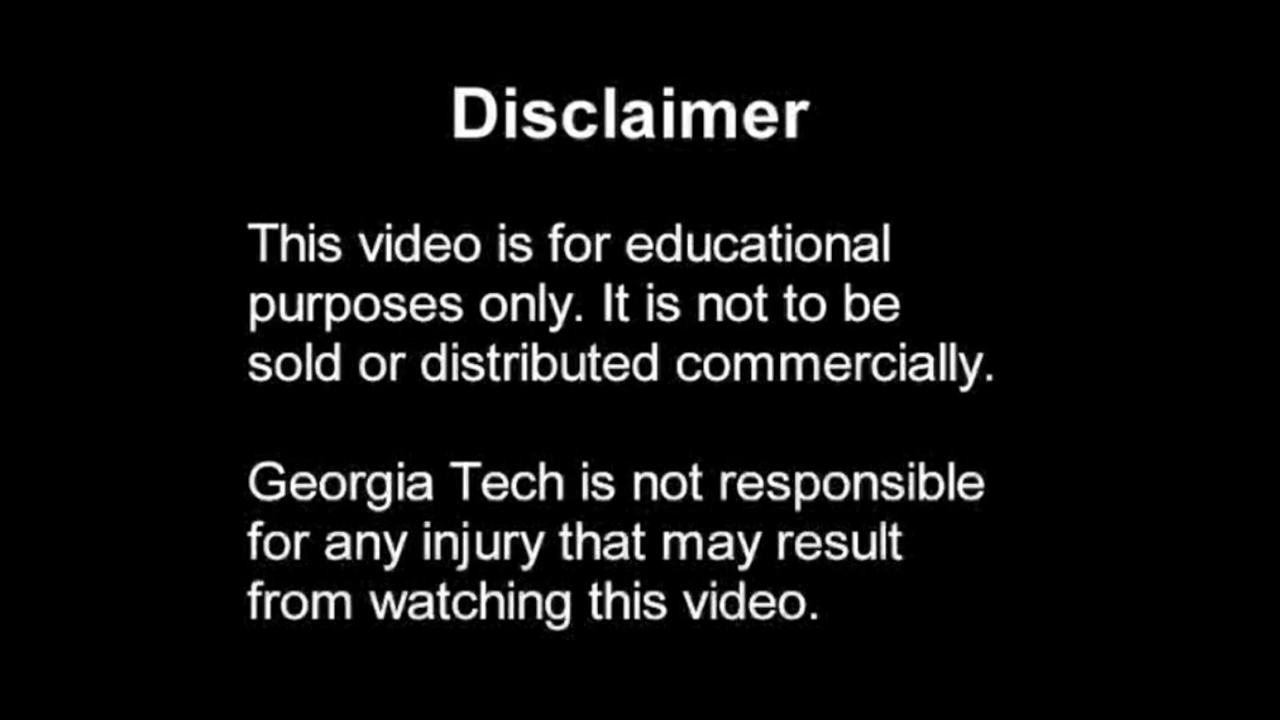 Disclaimer
This video is for educational
purposes only. It is not to be
sold or distributed commercially.
Georgia Tech is not responsible
for any injury that may result
from watching this video.